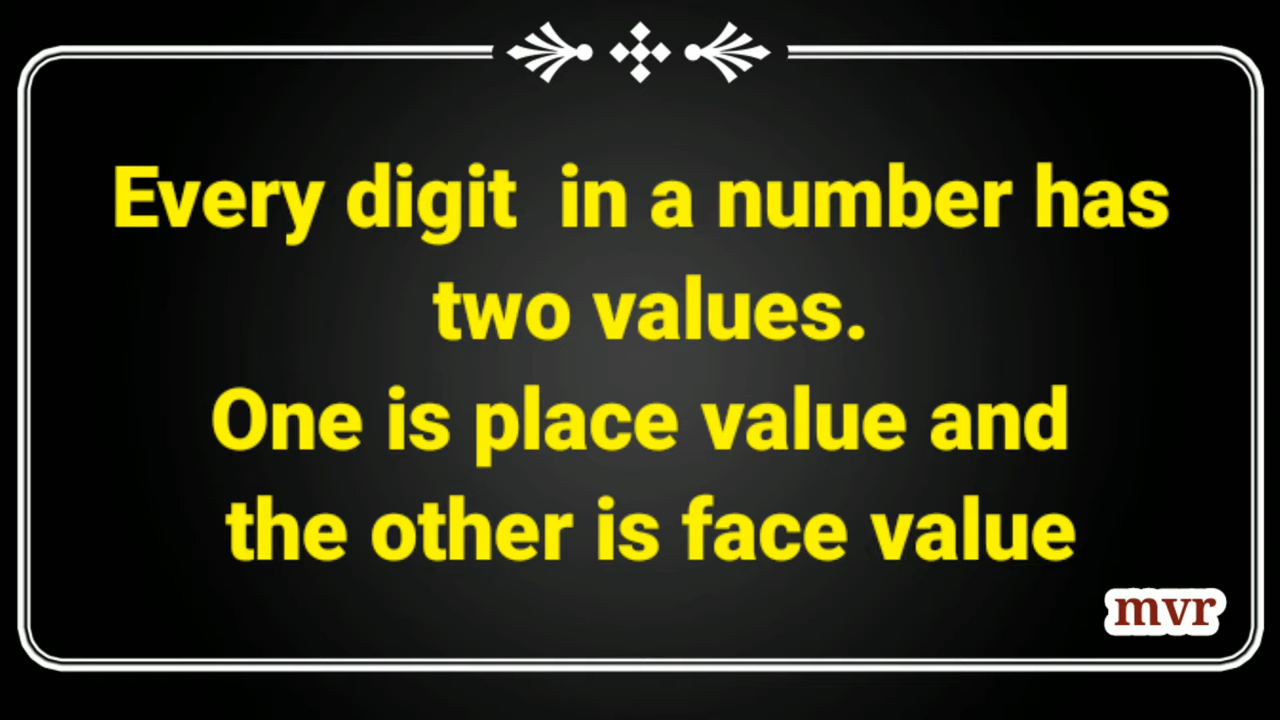 Every digit  in a number has
two values.
One is place value and
the other is face value
mvr